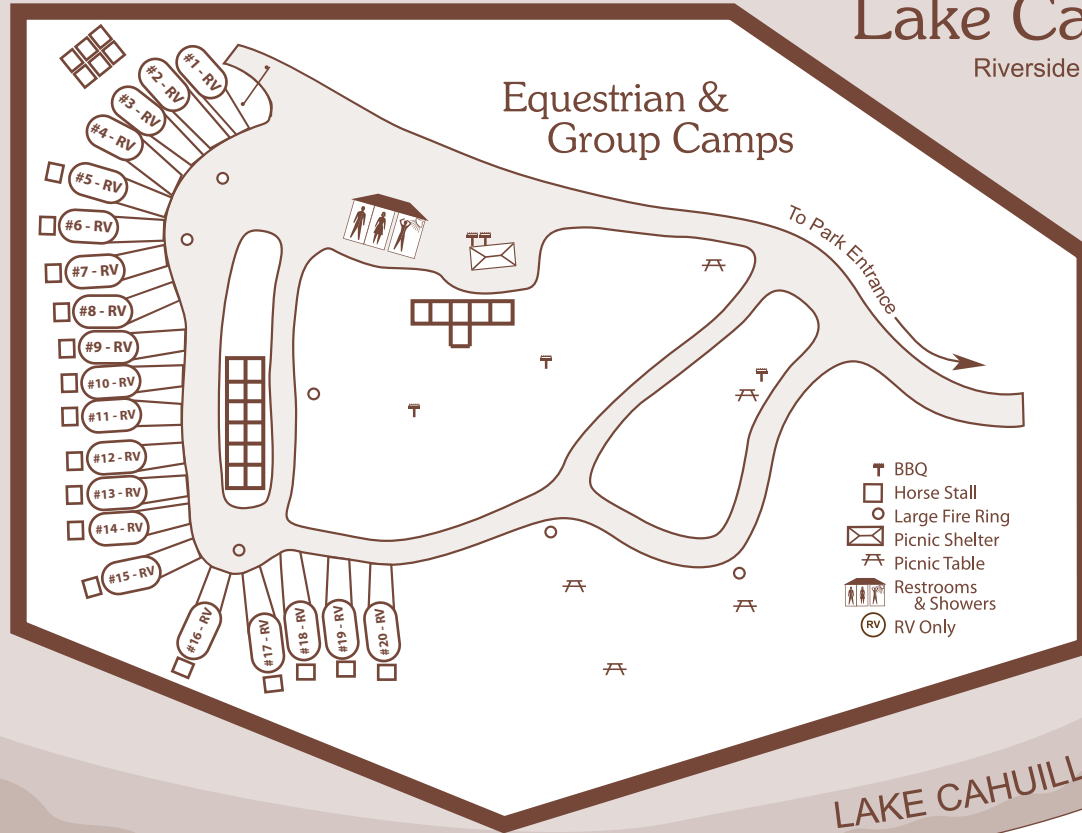 Lake Ca
Riverside
Equestrian &
Group Camps
To Park Entrance
#1 - RV
#2 - RV
#3 - RV
#4 - RV
#5 - RV
#6 - RV
#7 - RV
#8 - RV
#9 - RV
#10 - RV
#11 - RV
#12 - RV
#13 - RV
#14 - RV
#15 - RV
#16 - RV
#17 - RV
#18 - RV
#19 - RV
#20 - RV
BBQ
Horse Stall
Large Fire Ring
Picnic Shelter
Picnic Table
Restrooms
& Showers
RV RV Only
LAKE CAHUILL